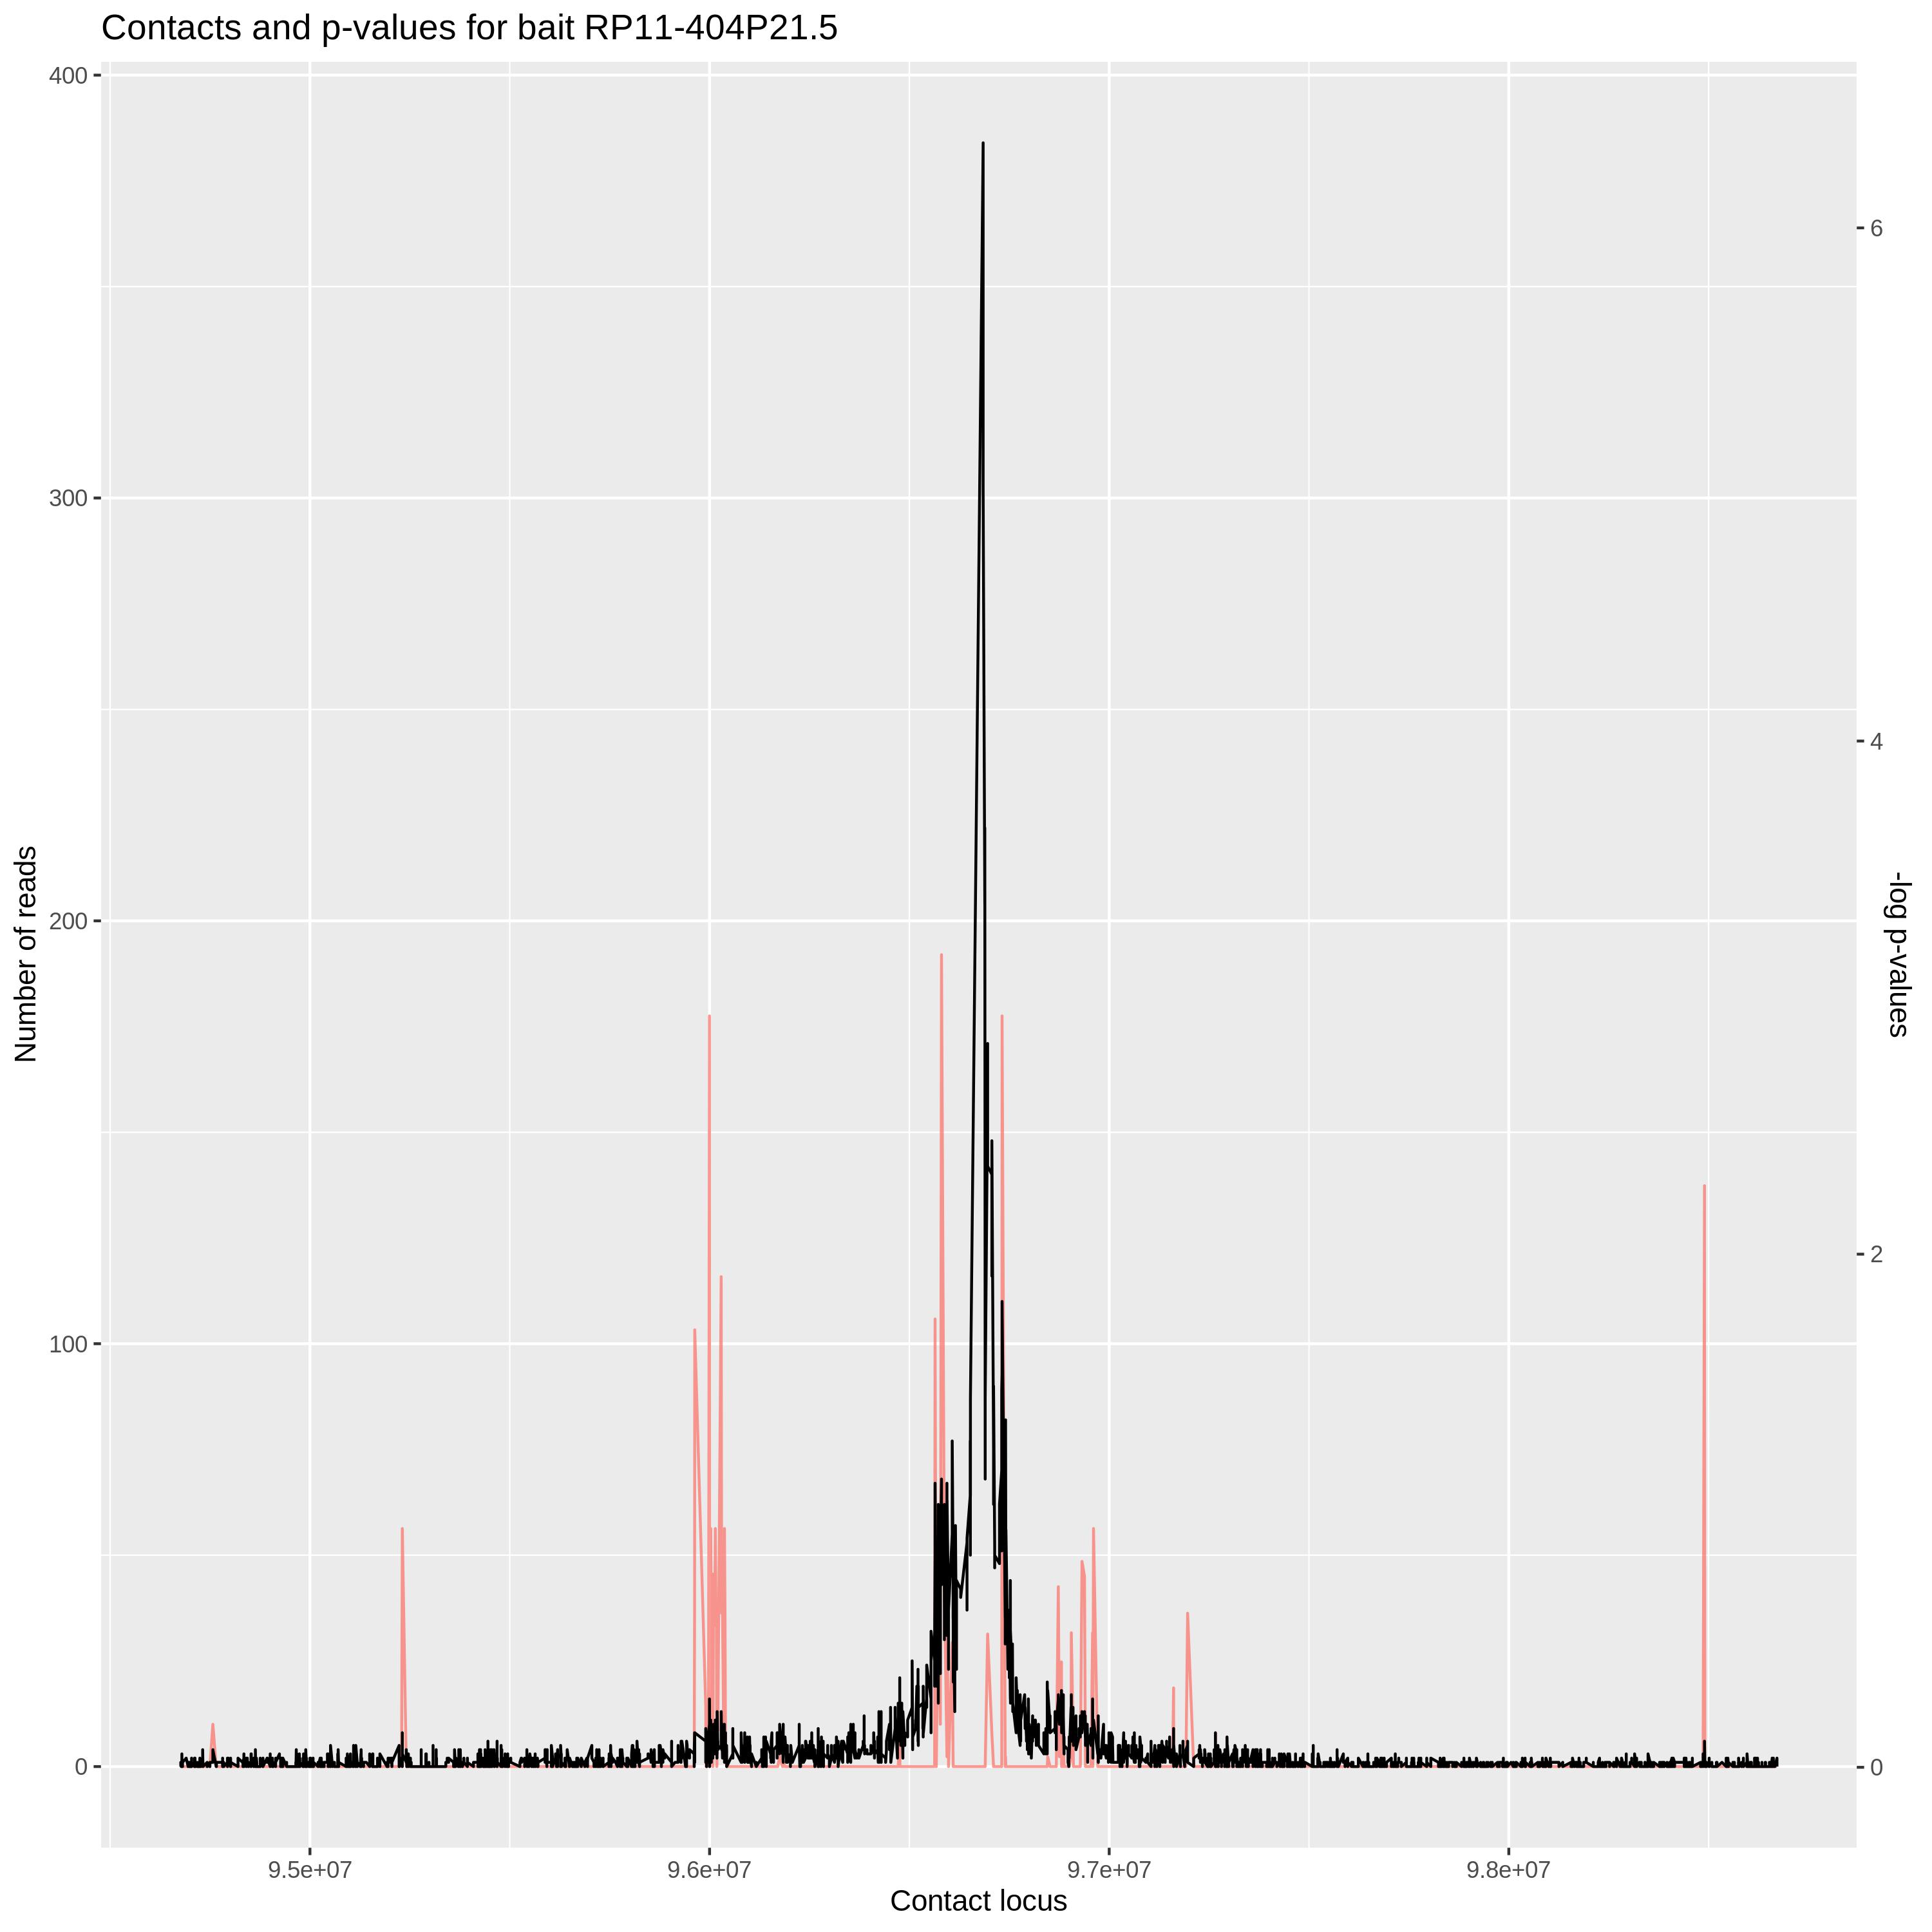 Contacts and p-values for bait RP11-404P21.5
400
300
200
100
0
Number of reads
6
4
2
0
-log p-values
9.5e+07
9.6e+07
9.7e+07
9.8e+07
Contact locus